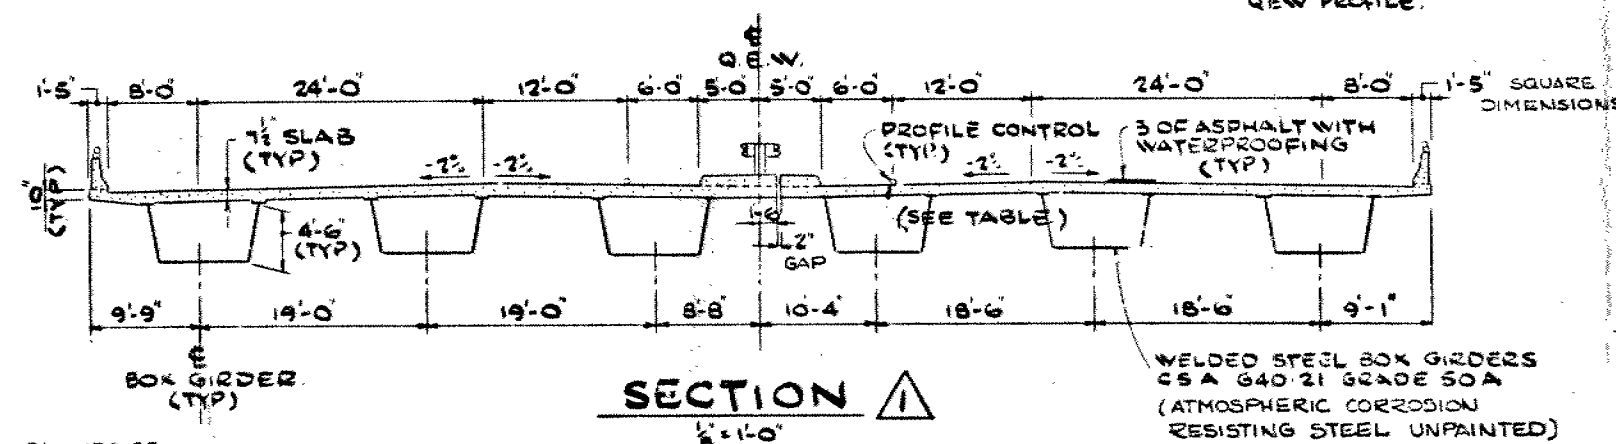 QEW PROFILE.
Q.E.W.
1'-5" 8'-0" 24'-0" 12'-0" 6'-0" 5'-0" 5'-0" 6'-0" 12'-0" 24'-0" 8'-0" 1'-5" SQUARE
DIMENSIONS
7½" SLAB
(TYP)
PROFILE CONTROL
(TYP)
3" OF ASPHALT WITH
WATERPROOFING
(TYP)
-2% -2% -2% -2%
10"
(TYP)
(SEE TABLE)
4'-6"
(TYP)
1'-6"
2"
GAP
9'-9" 19'-0" 19'-0" 8'-8" 10'-4" 18'-6" 18'-6" 9'-1"
BOX GIRDER
(TYP)
WELDED STEEL BOX GIRDERS
CSA G40·21 GRADE 50A
(ATMOSPHERIC CORROSION
RESISTING STEEL UNPAINTED)
SECTION 1
⅛" = 1'-0"